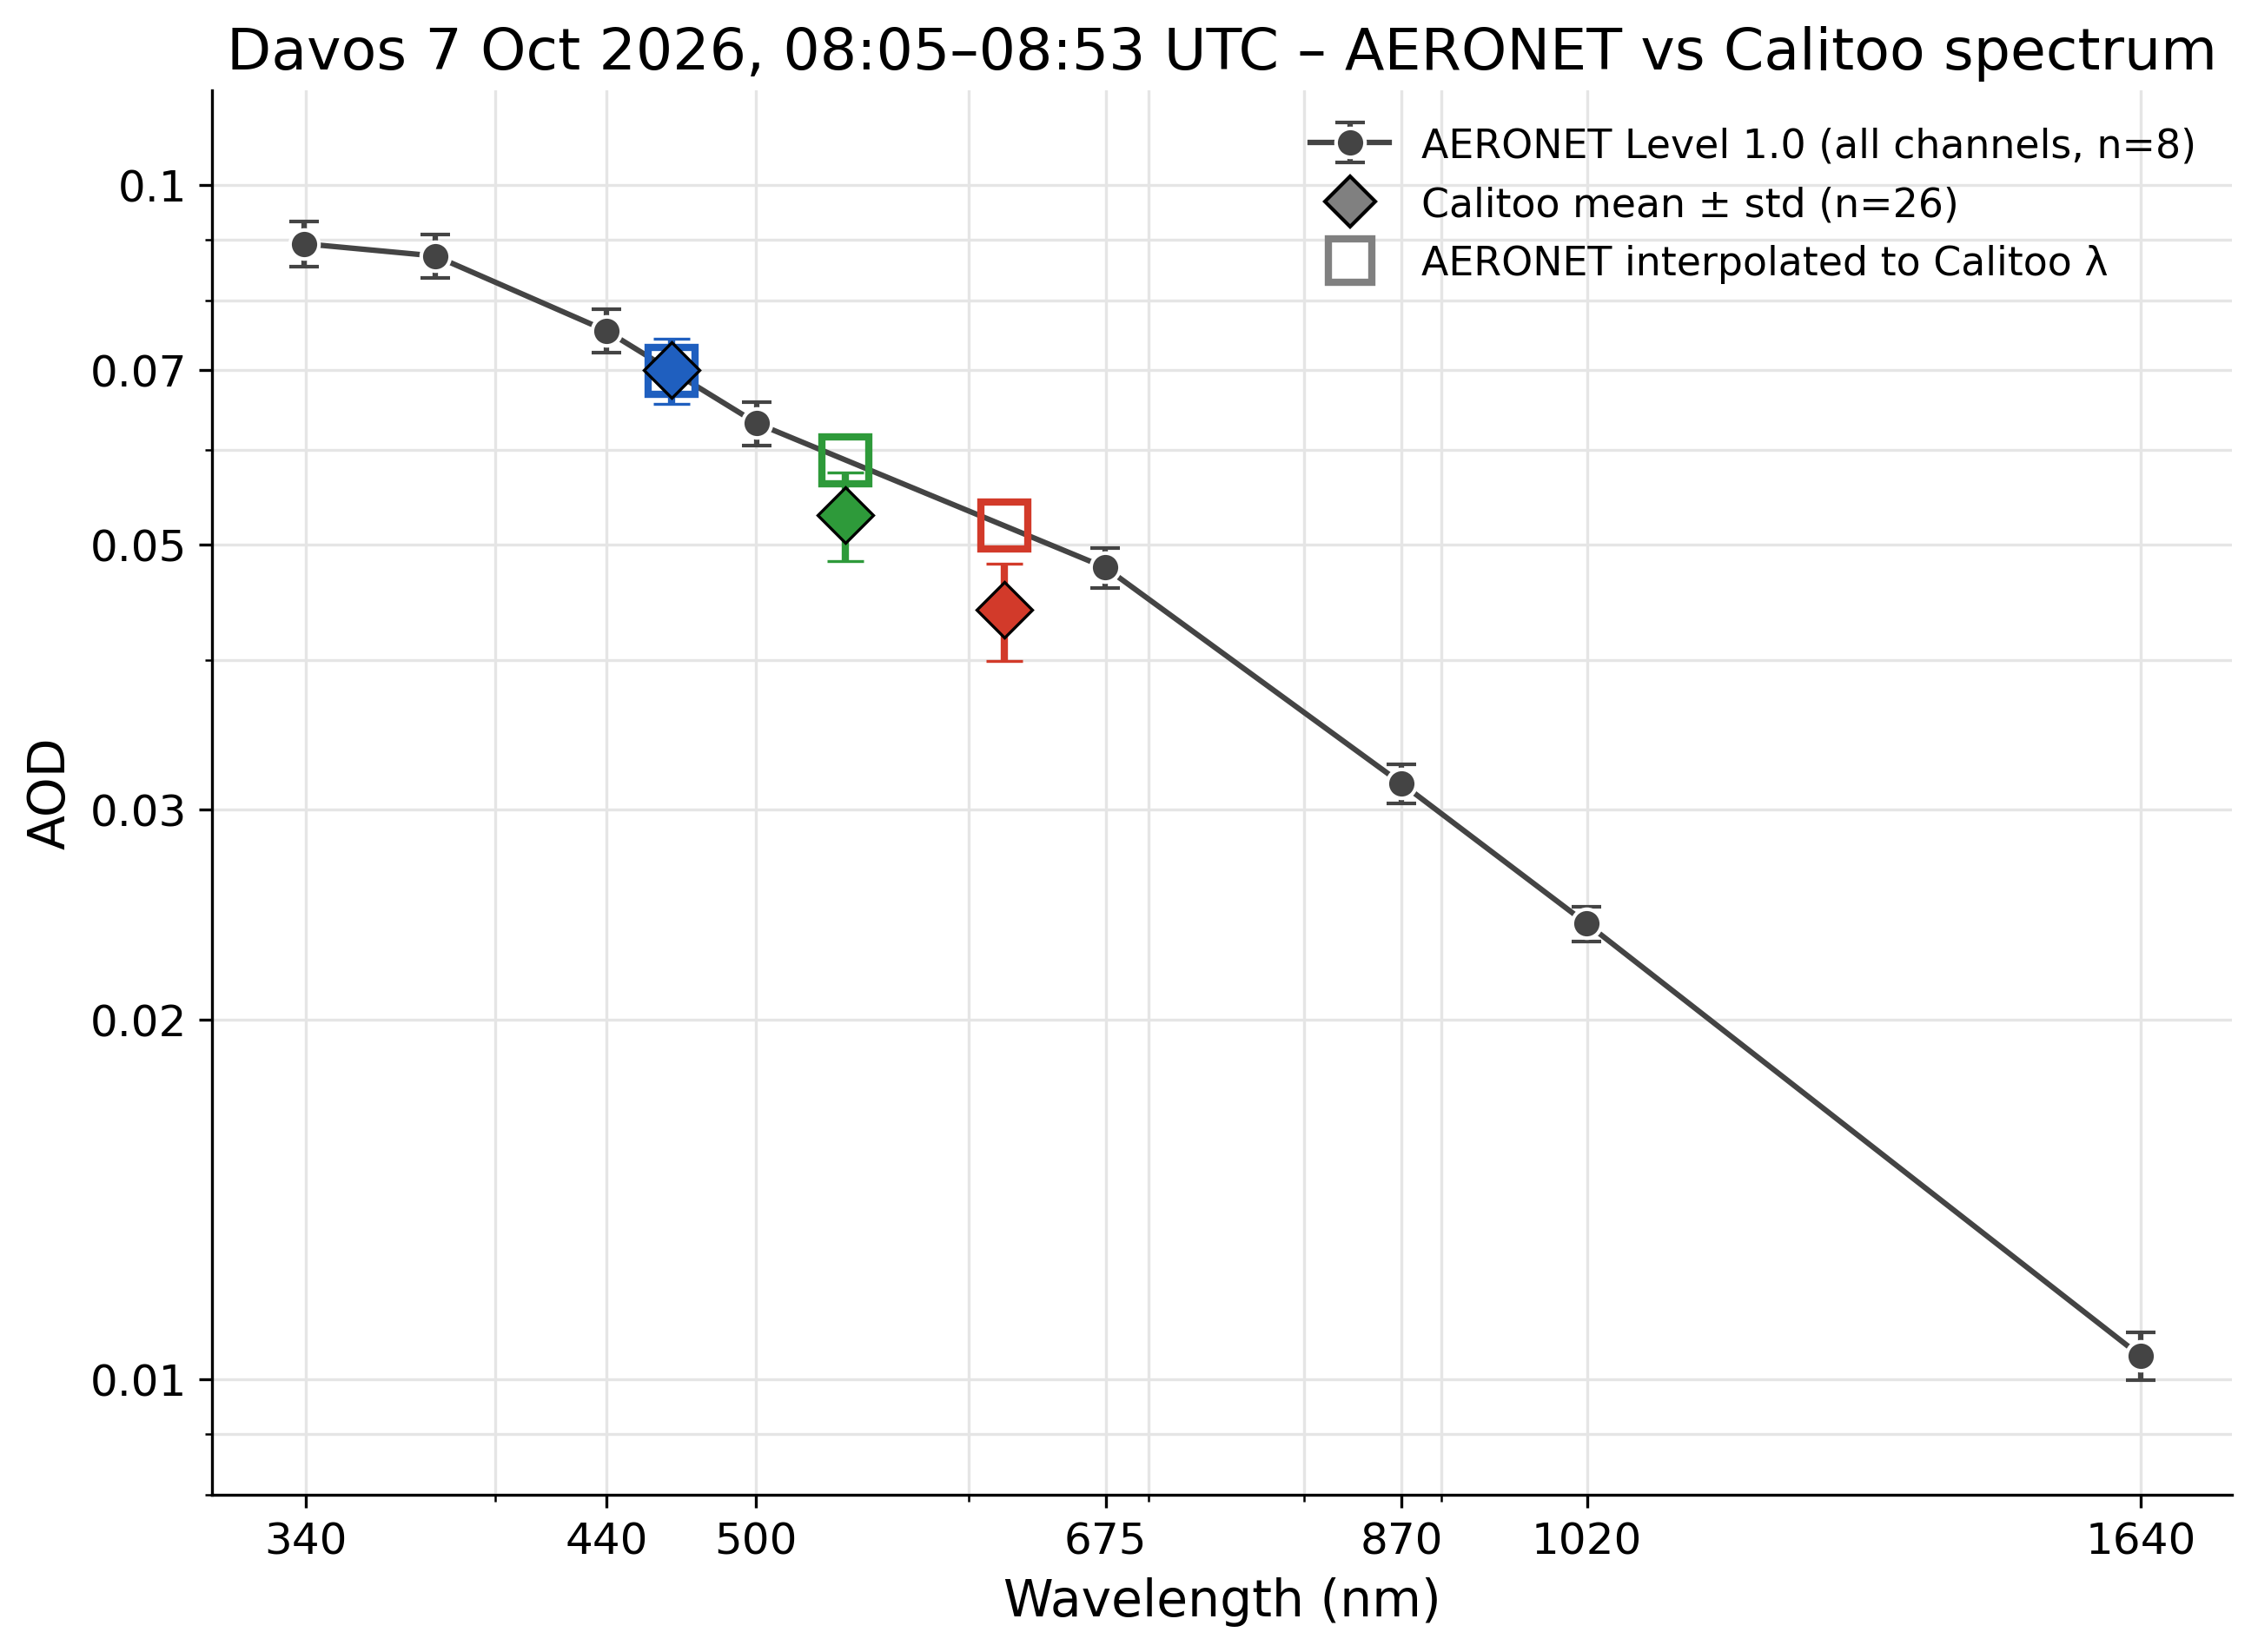 Davos 7 Oct 2026, 08:05–08:53 UTC – AERONET vs Calitoo spectrum
AERONET Level 1.0 (all channels, n=8)
Calitoo mean ± std (n=26)
AERONET interpolated to Calitoo λ
AOD
0.1
0.07
0.05
0.03
0.02
0.01
340 440 500 675 870 1020 1640
Wavelength (nm)